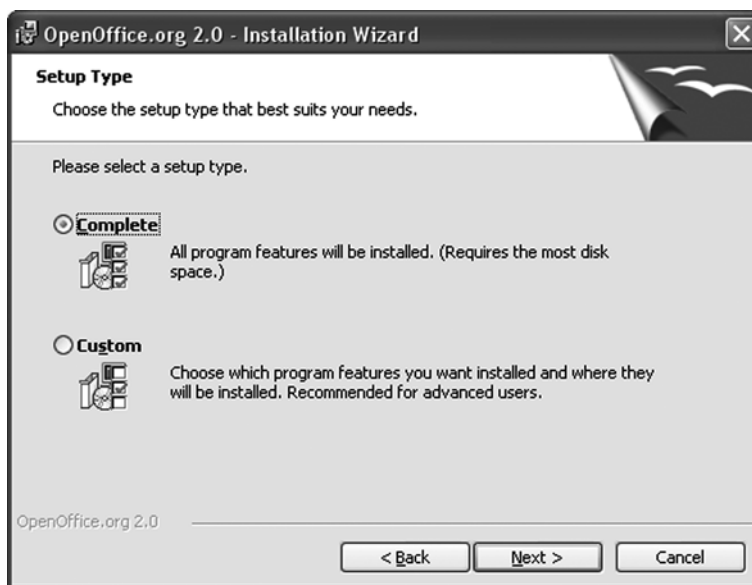 OpenOffice.org 2.0 - Installation Wizard
Setup Type
Choose the setup type that best suits your needs.
Please select a setup type.
Complete
All program features will be installed. (Requires the most disk
space.)
Custom
Choose which program features you want installed and where they
will be installed. Recommended for advanced users.
OpenOffice.org 2.0
< Back
Next >
Cancel